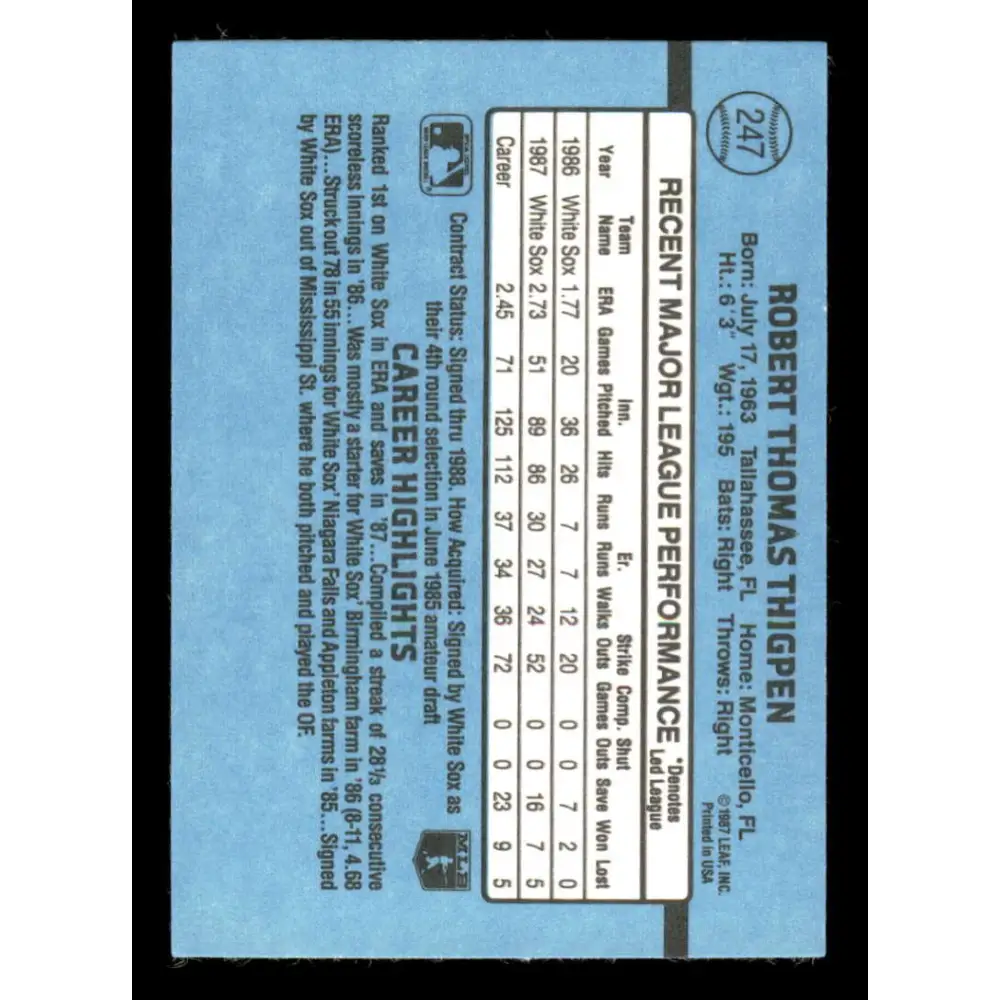 247
ROBERT THOMAS THIGPEN
Born: July 17, 1963 Tallahassee, FL Home: Monticello, FL
Ht.: 6'3" Wgt.: 195 Bats: Right Throws: Right
©1987 LEAF, INC.
Printed in USA
RECENT MAJOR LEAGUE PERFORMANCE *Denotes Led League
Team Inn. Er. Strike Comp. Shut
Year Name ERA Games Pitched Hits Runs Runs Walks Outs Games Outs Save Won Lost
1986 White Sox 1.77 20 36 26 7 7 12 20 0 0 7 2 0
1987 White Sox 2.73 51 89 86 30 27 24 52 0 0 16 7 5
Career 2.45 71 125 112 37 34 36 72 0 0 23 9 5
Contract Status: Signed thru 1988. How Acquired: Signed by White Sox as
their 4th round selection in June 1985 amateur draft
MLB
CAREER HIGHLIGHTS
Ranked 1st on White Sox in ERA and saves in '87...Compiled a streak of 28⅓ consecutive
scoreless innings in '86...Was mostly a starter for White Sox' Birmingham farm in '86 (8-11, 4.68
ERA)...Struck out 78 in 55 innings for White Sox' Niagara Falls and Appleton farms in '85...Signed
by White Sox out of Mississippi St. where he both pitched and played the OF.